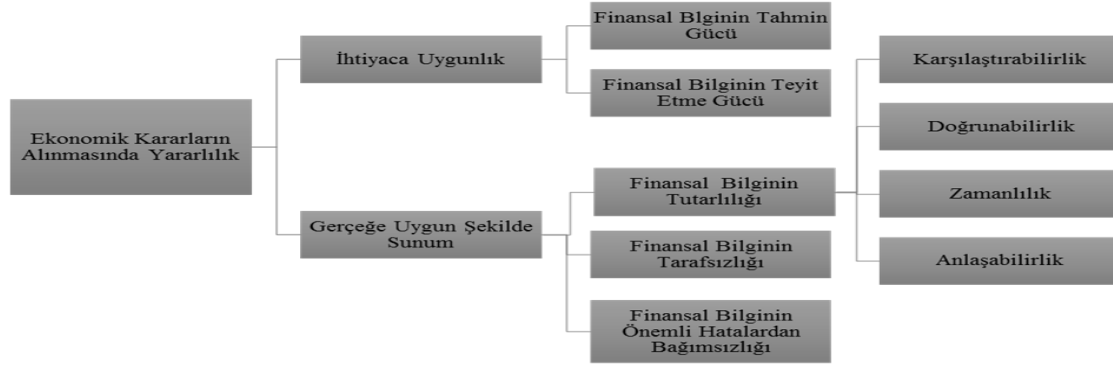 Ekonomik Kararların
Alınmasında Yararlılık
İhtiyaca Uygunlık
Gerçeğe Uygun Şekilde
Sunum
Finansal Blginin Tahmin
Gücü
Finansal Bilginin Teyit
Etme Gücü
Finansal Bilginin
Tutarlılığı
Finansal Bilginin
Tarafsızlığı
Finansal Bilginin
Önemli Hatalardan
Bağımsızlığı
Karşılaştırabilirlik
Doğrunabilirlik
Zamanlılık
Anlaşabilirlik